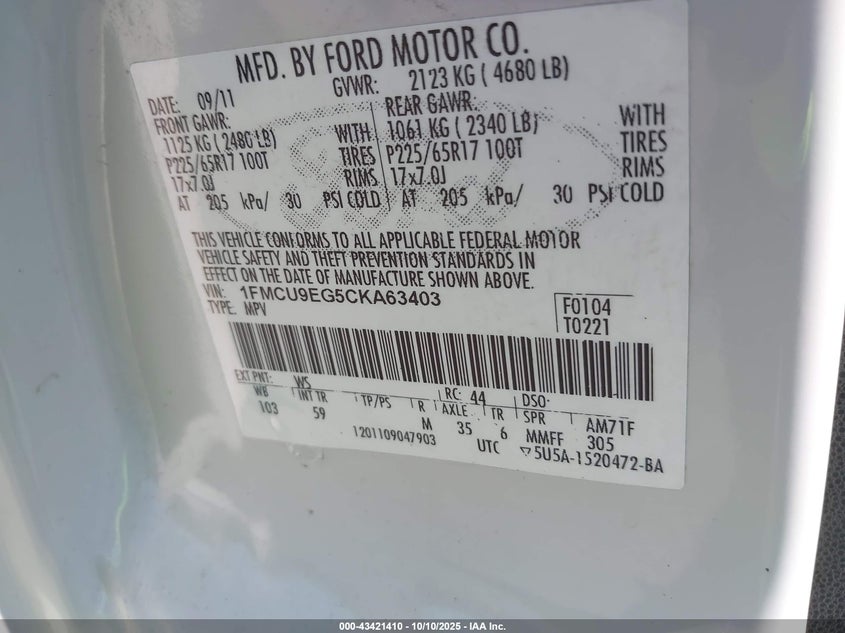 MFD. BY FORD MOTOR CO.
DATE: 09/11
GVWR: 2123 KG ( 4680 LB)
FRONT GAWR:
1125 KG ( 2480 LB)
P225/65R17 100T
17x7.0J
WITH
TIRES
RIMS
AT 205 kPa/ 30 PSI COLD
REAR GAWR:
1061 KG ( 2340 LB)
P225/65R17 100T
17x7.0J
WITH
TIRES
RIMS
AT 205 kPa/ 30 PSI COLD
THIS VEHICLE CONFORMS TO ALL APPLICABLE FEDERAL MOTOR
VEHICLE SAFETY AND THEFT PREVENTION STANDARDS IN
EFFECT ON THE DATE OF MANUFACTURE SHOWN ABOVE.
VIN: 1FMCU9EG5CKA63403
TYPE: MPV
F0104
T0221
EXT PNT: WS RC: 44 DSO:
WB INT TR TP/PS R AXLE TR SPR AM71F
103 59 M 35 6 MMFF 305
1201109047903 UTC ▽5U5A-1520472-BA
000-43421410 | 10/10/2025 - IAA Inc.